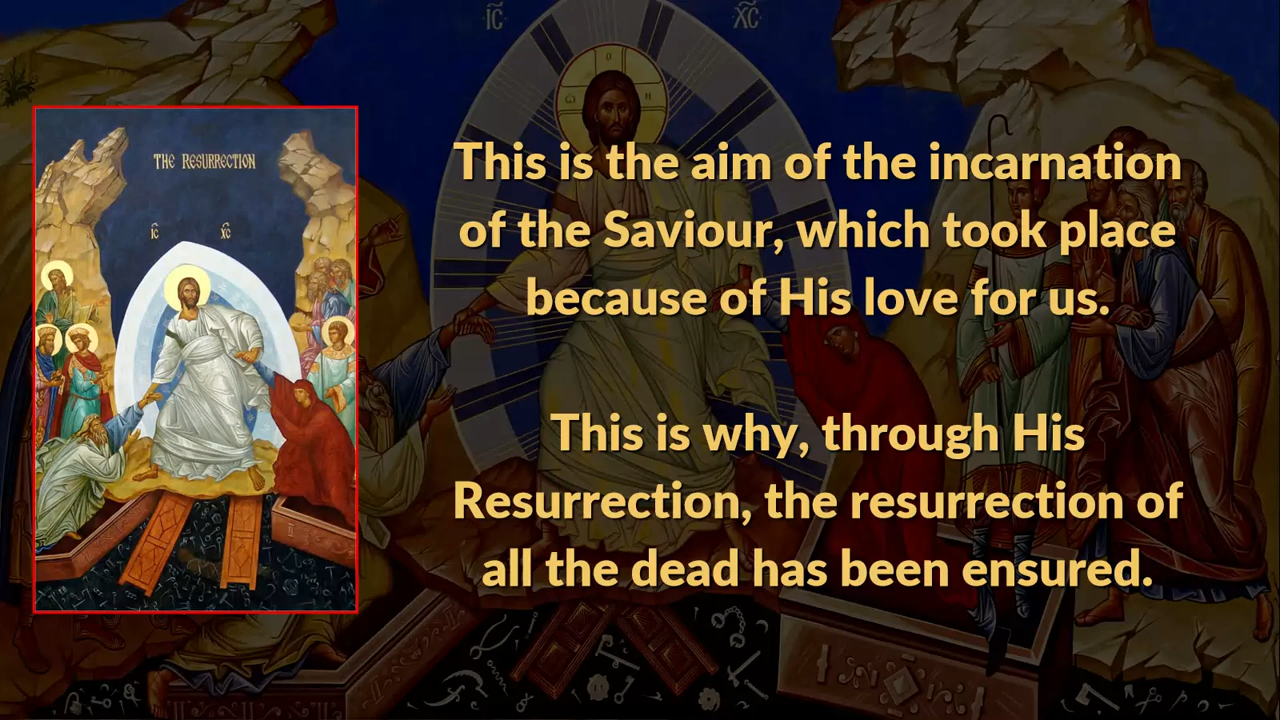 IC XC
THE RESURRECTION
IC XC
This is the aim of the incarnation
of the Saviour, which took place
because of His love for us.
This is why, through His
Resurrection, the resurrection of
all the dead has been ensured.